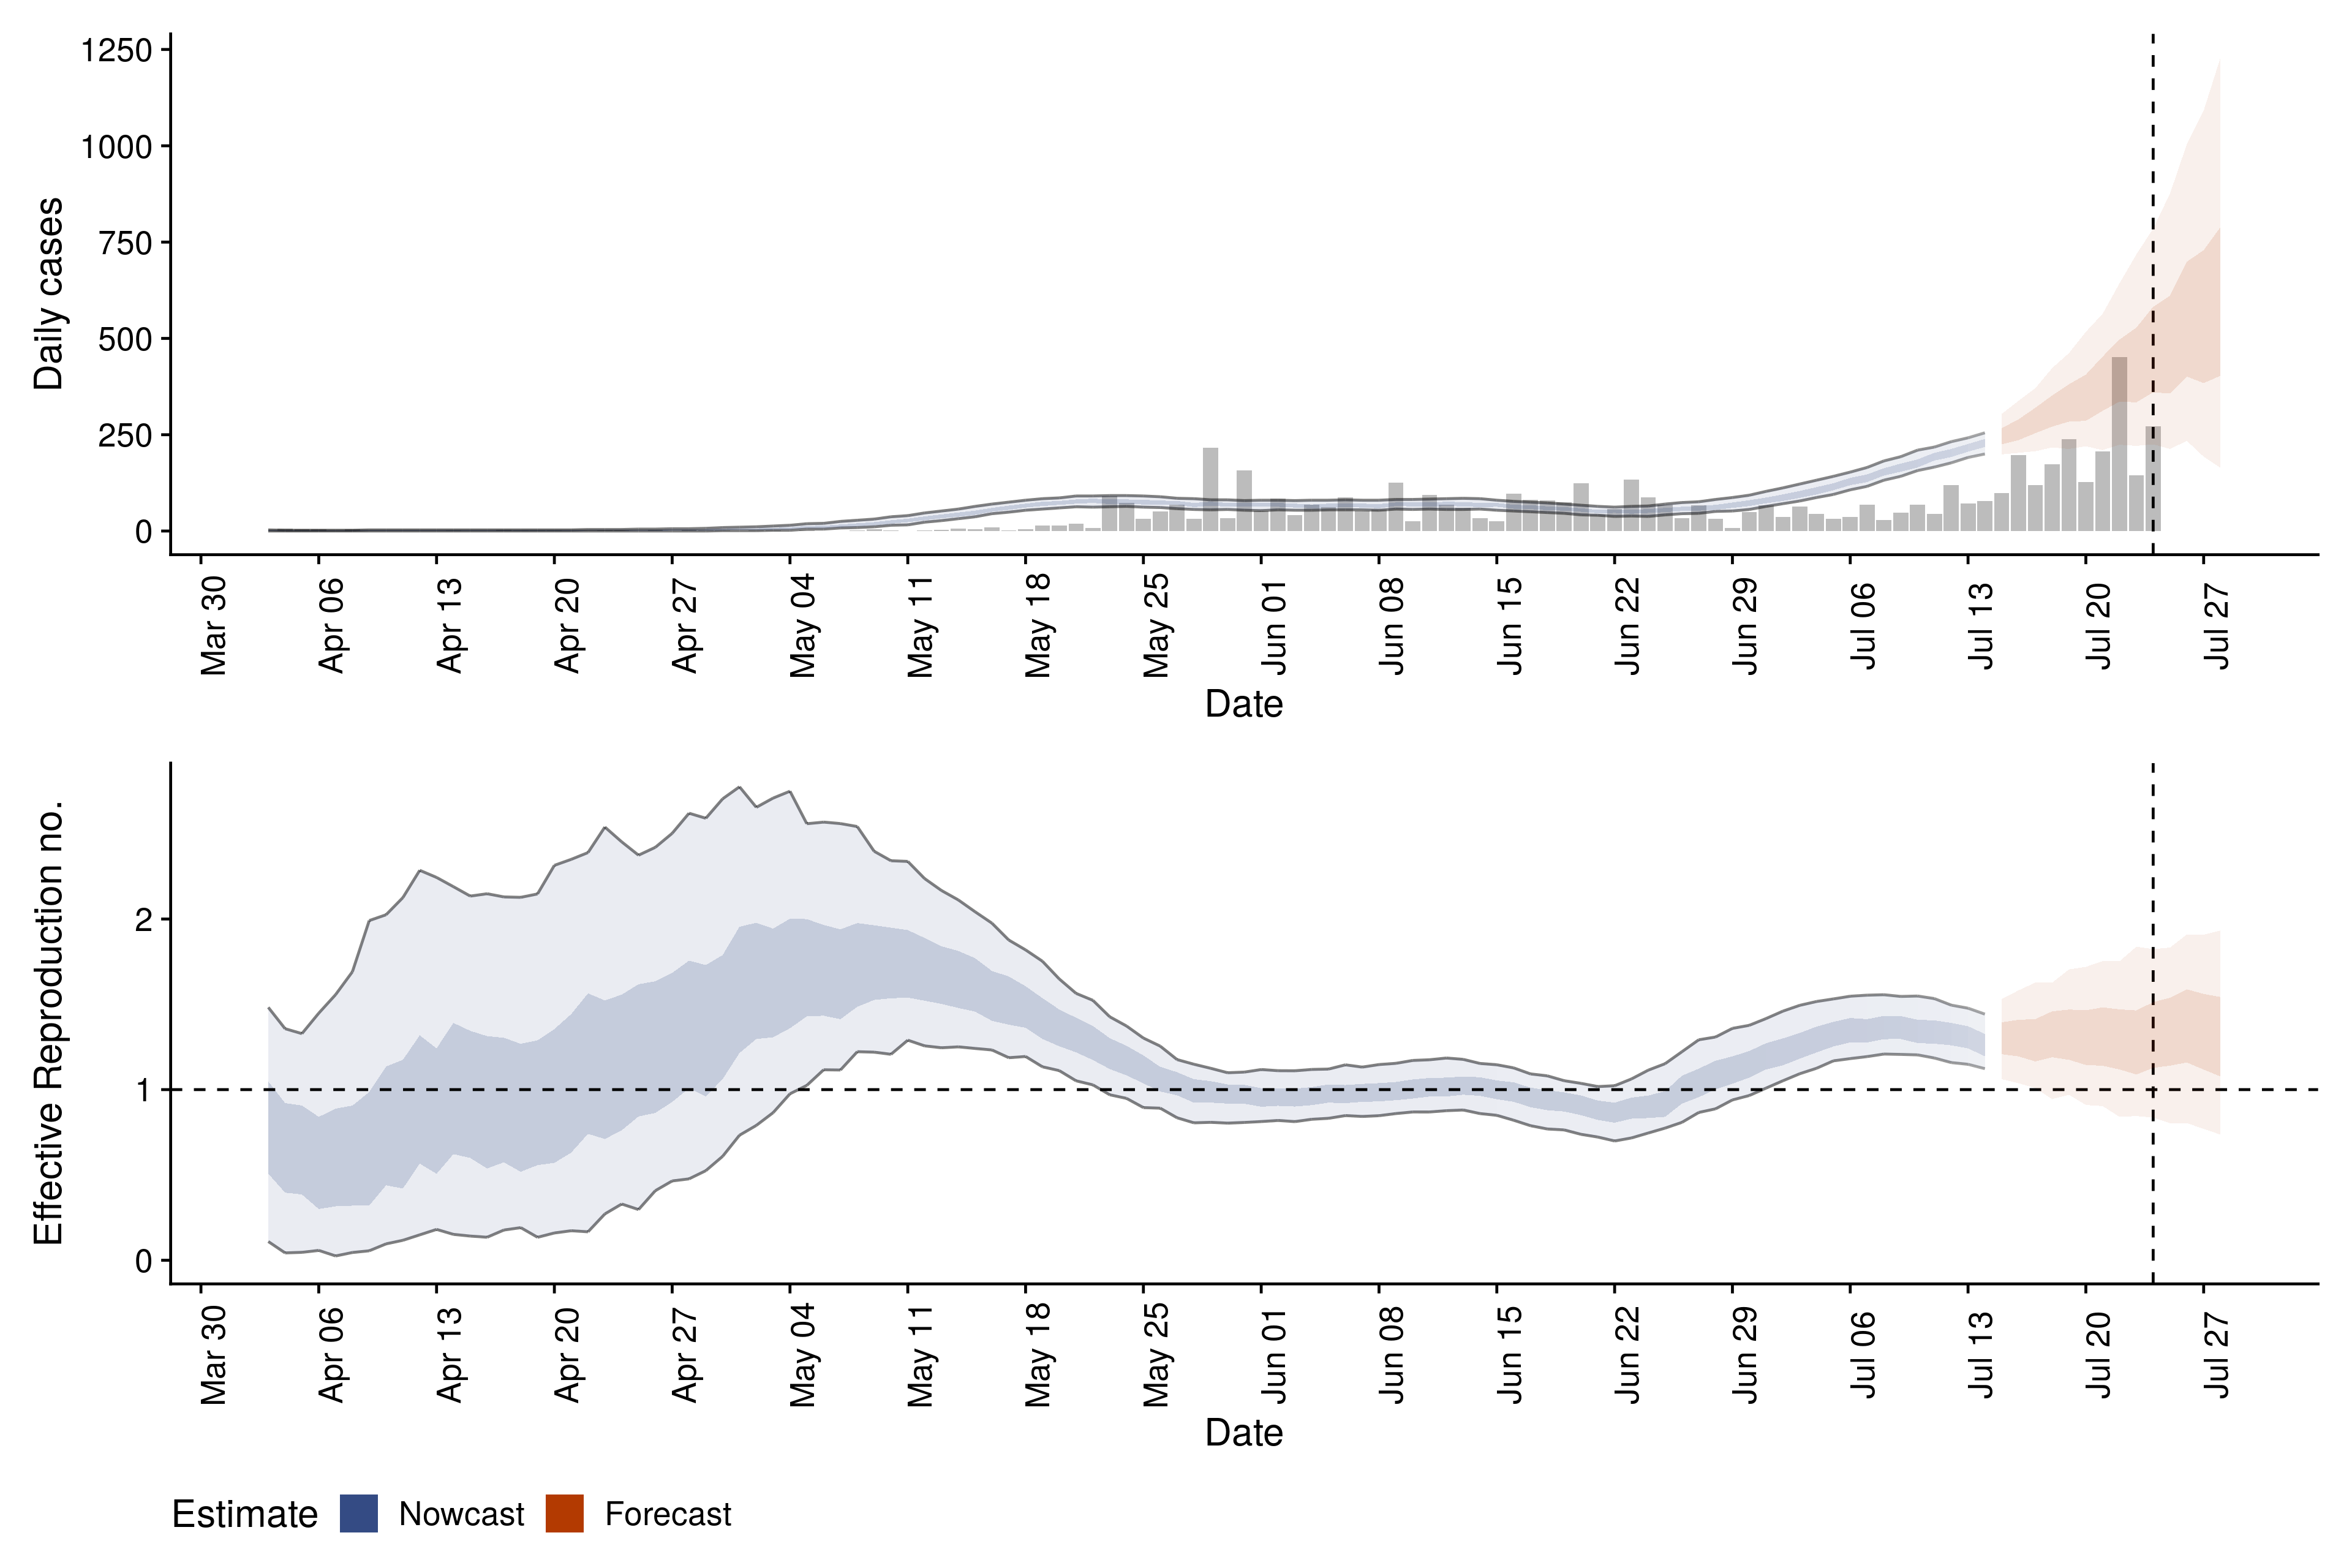 1250
1000
750
500
250
0
Daily cases
Mar 30
Apr 06
Apr 13
Apr 20
Apr 27
May 04
May 11
May 18
May 25
Jun 01
Jun 08
Jun 15
Jun 22
Jun 29
Jul 06
Jul 13
Jul 20
Jul 27
Date
2
1
0
Effective Reproduction no.
Mar 30
Apr 06
Apr 13
Apr 20
Apr 27
May 04
May 11
May 18
May 25
Jun 01
Jun 08
Jun 15
Jun 22
Jun 29
Jul 06
Jul 13
Jul 20
Jul 27
Date
Estimate Nowcast Forecast